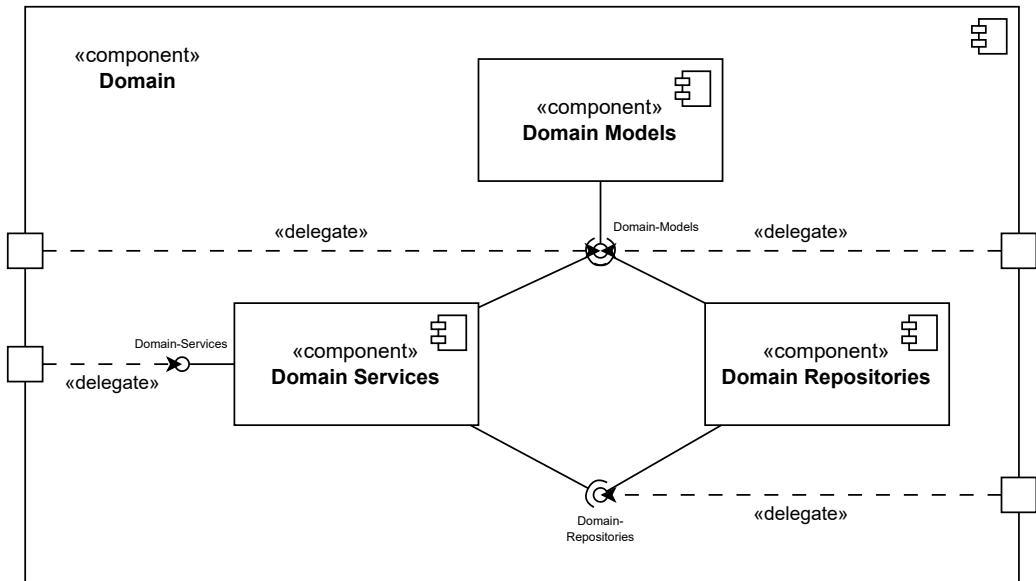 «component»
Domain
«component»
Domain Models
Domain-Models
«delegate»
«delegate»
Domain-Services
«delegate»
«component»
Domain Services
«component»
Domain Repositories
Domain-
Repositories
«delegate»